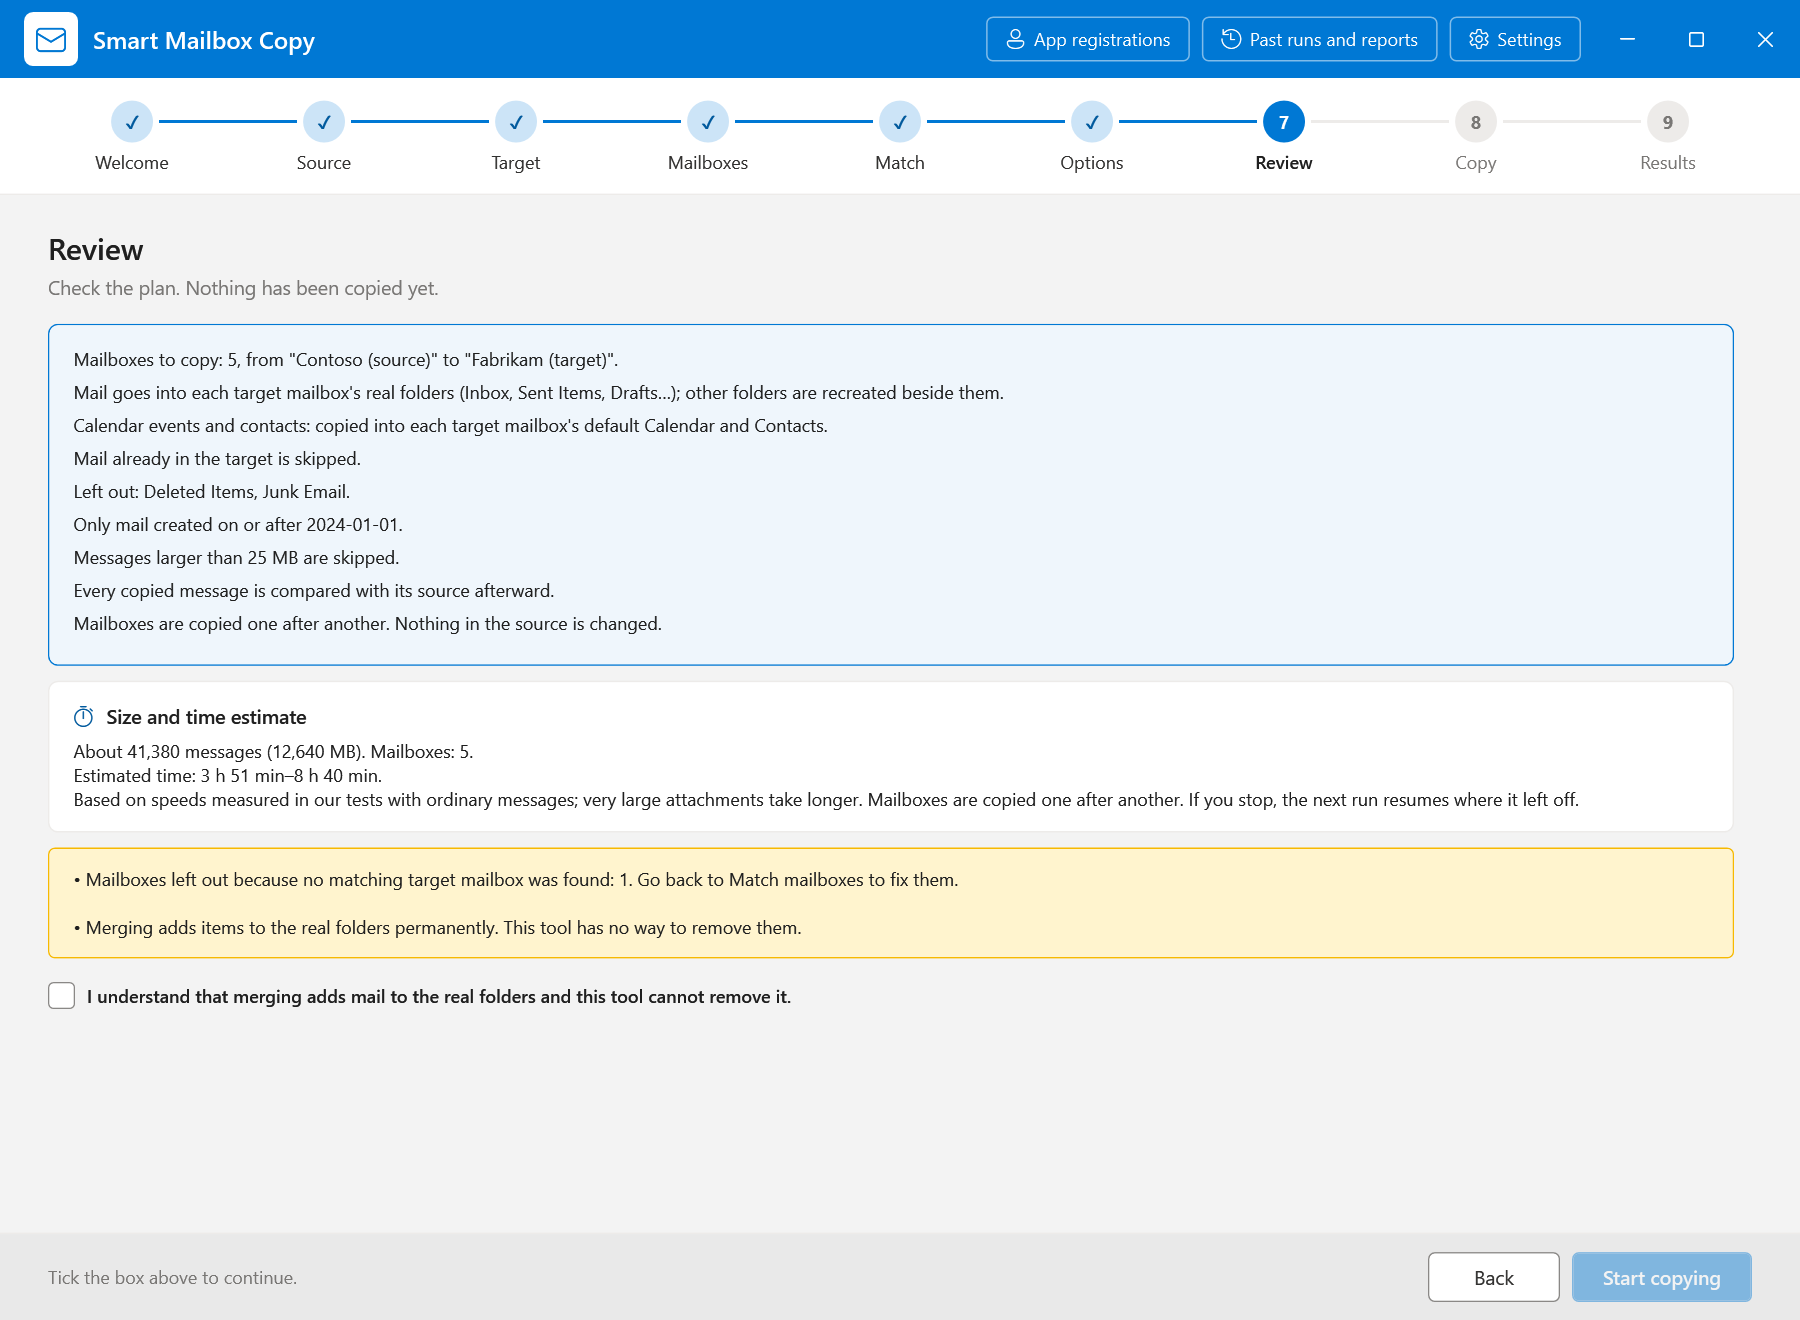 Smart Mailbox Copy
App registrations
Past runs and reports
Settings
Welcome
Source
Target
Mailboxes
Match
Options
7
Review
8
Copy
9
Results
Review
Check the plan. Nothing has been copied yet.
Mailboxes to copy: 5, from "Contoso (source)" to "Fabrikam (target)".
Mail goes into each target mailbox's real folders (Inbox, Sent Items, Drafts...); other folders are recreated beside them.
Calendar events and contacts: copied into each target mailbox's default Calendar and Contacts.
Mail already in the target is skipped.
Left out: Deleted Items, Junk Email.
Only mail created on or after 2024-01-01.
Messages larger than 25 MB are skipped.
Every copied message is compared with its source afterward.
Mailboxes are copied one after another. Nothing in the source is changed.
Size and time estimate
About 41,380 messages (12,640 MB). Mailboxes: 5.
Estimated time: 3 h 51 min–8 h 40 min.
Based on speeds measured in our tests with ordinary messages; very large attachments take longer. Mailboxes are copied one after another. If you stop, the next run resumes where it left off.
• Mailboxes left out because no matching target mailbox was found: 1. Go back to Match mailboxes to fix them.
• Merging adds items to the real folders permanently. This tool has no way to remove them.
I understand that merging adds mail to the real folders and this tool cannot remove it.
Tick the box above to continue.
Back
Start copying